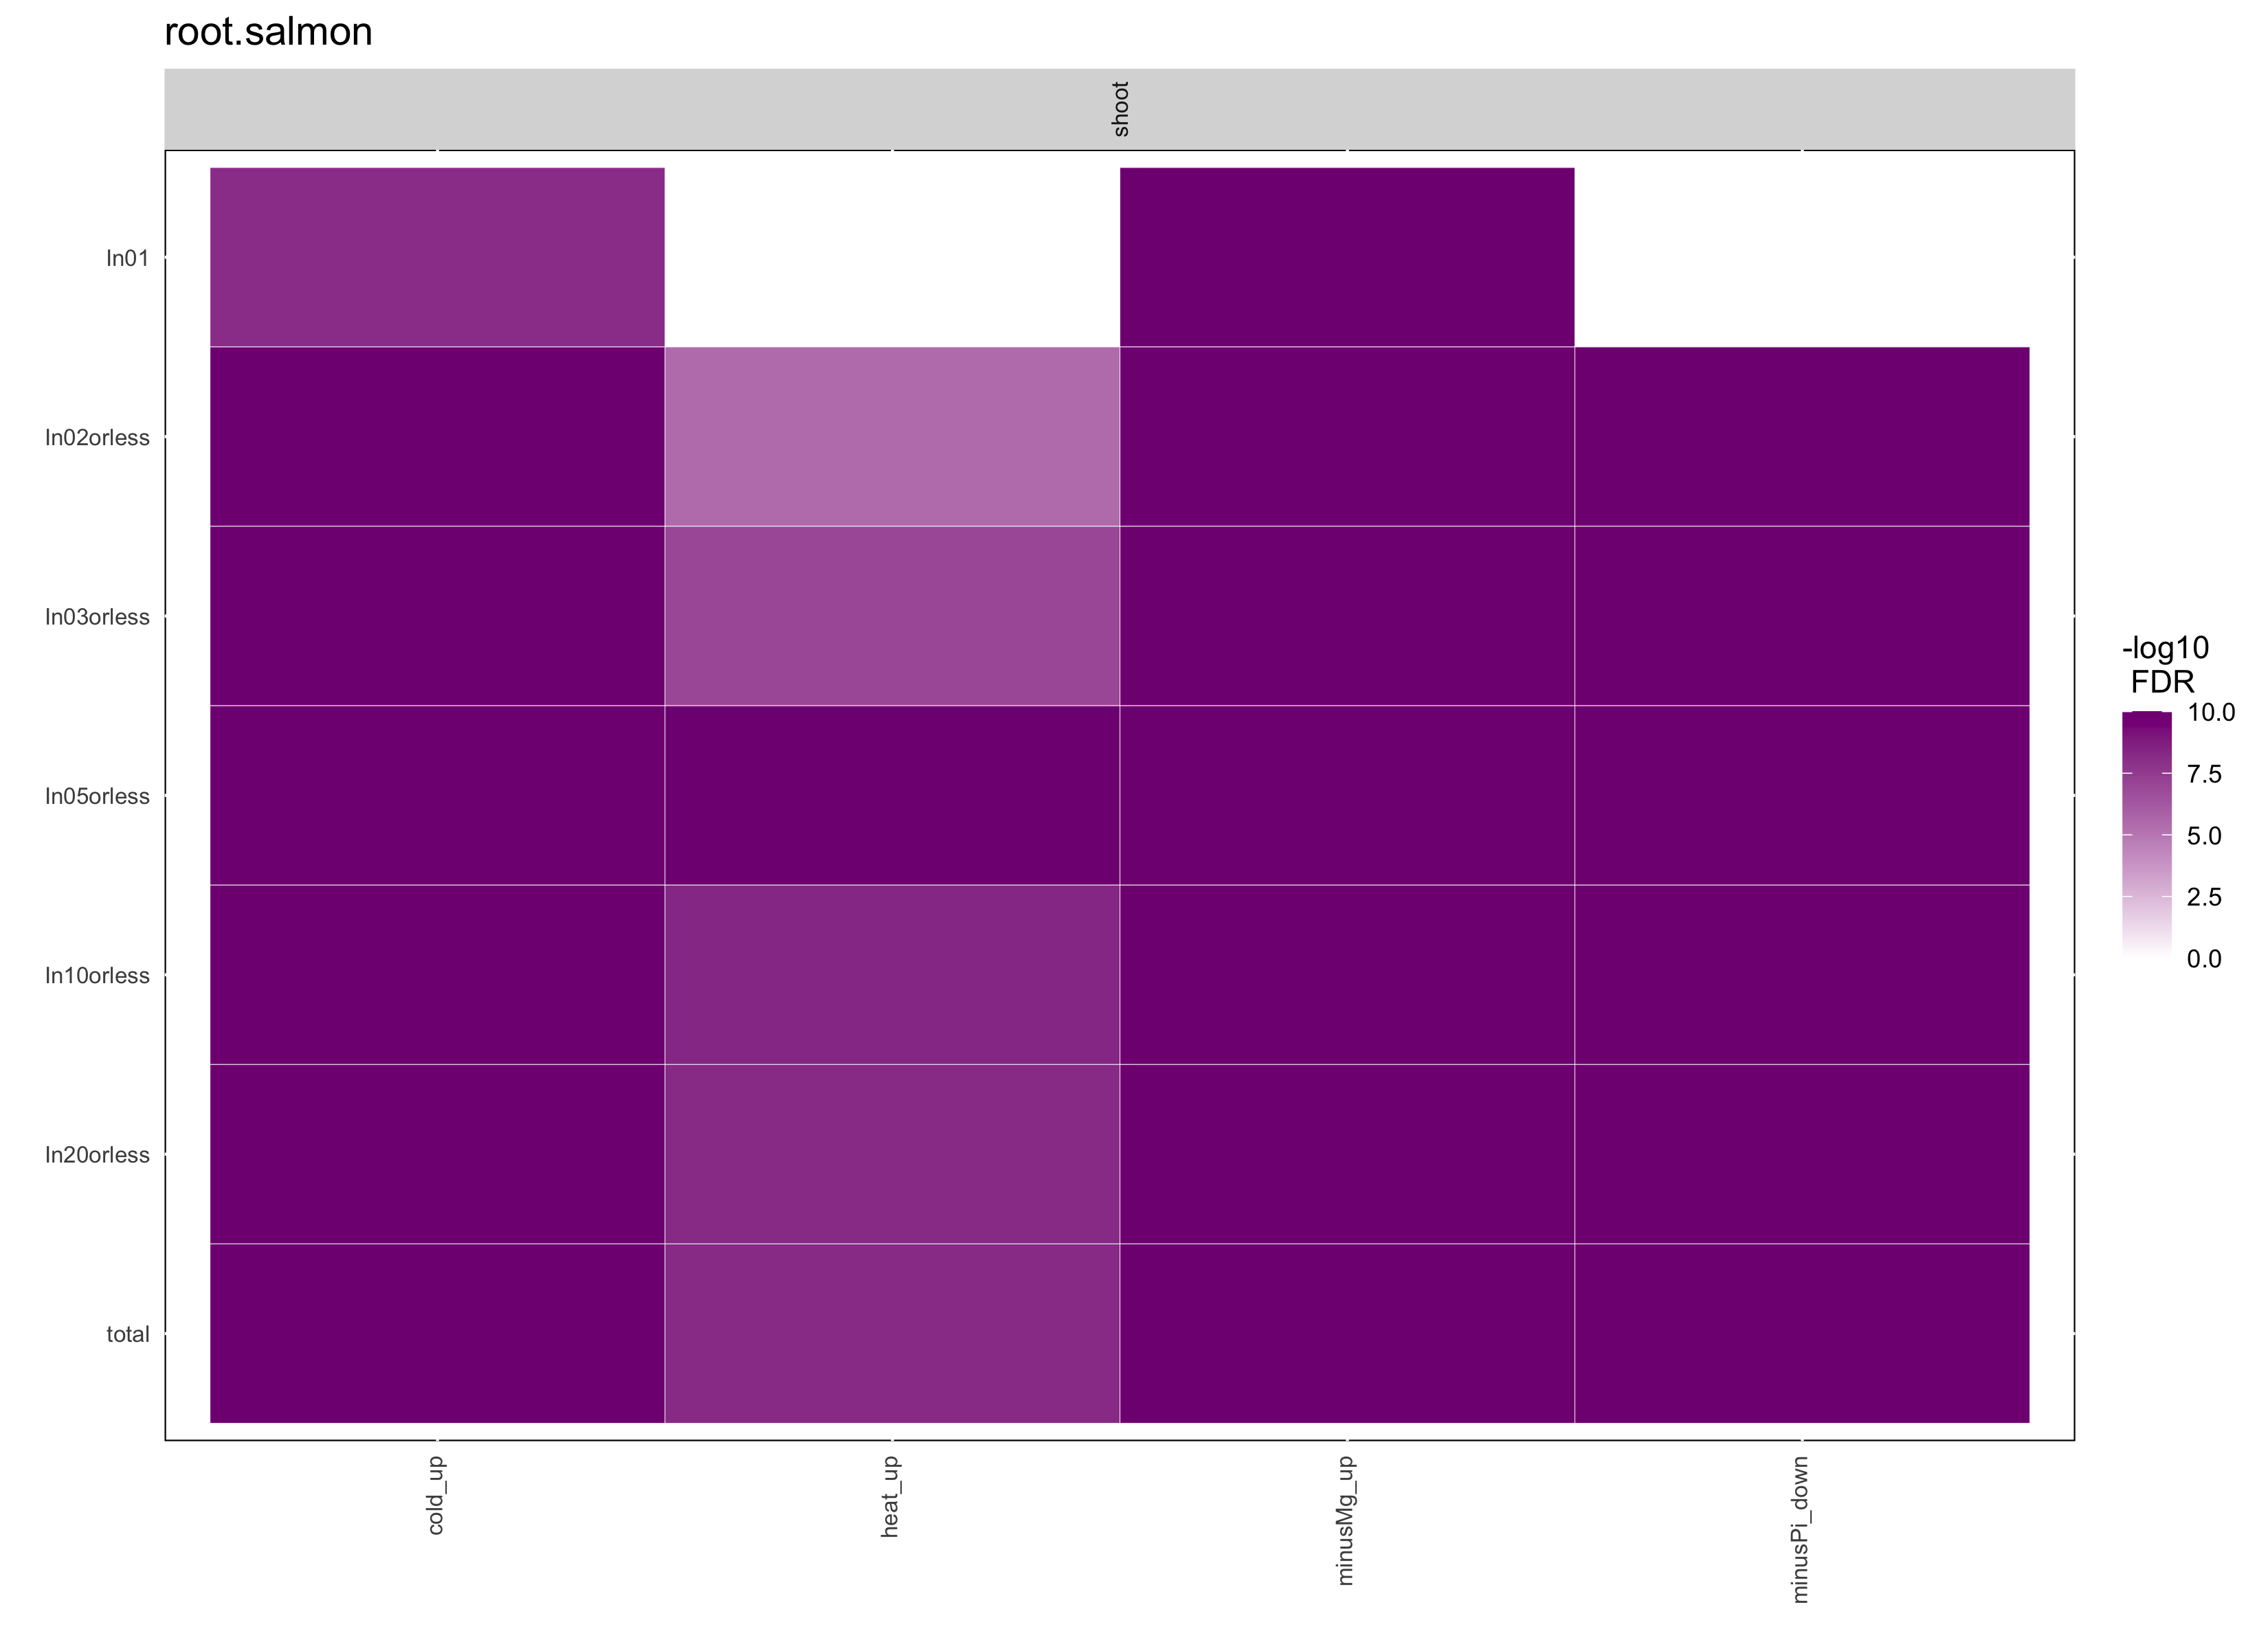 root.salmon
shoot
In01
In02orless
In03orless
In05orless
In10orless
In20orless
total
cold_up
heat_up
minusMg_up
minusPi_down
-log10
FDR
10.0
7.5
5.0
2.5
0.0